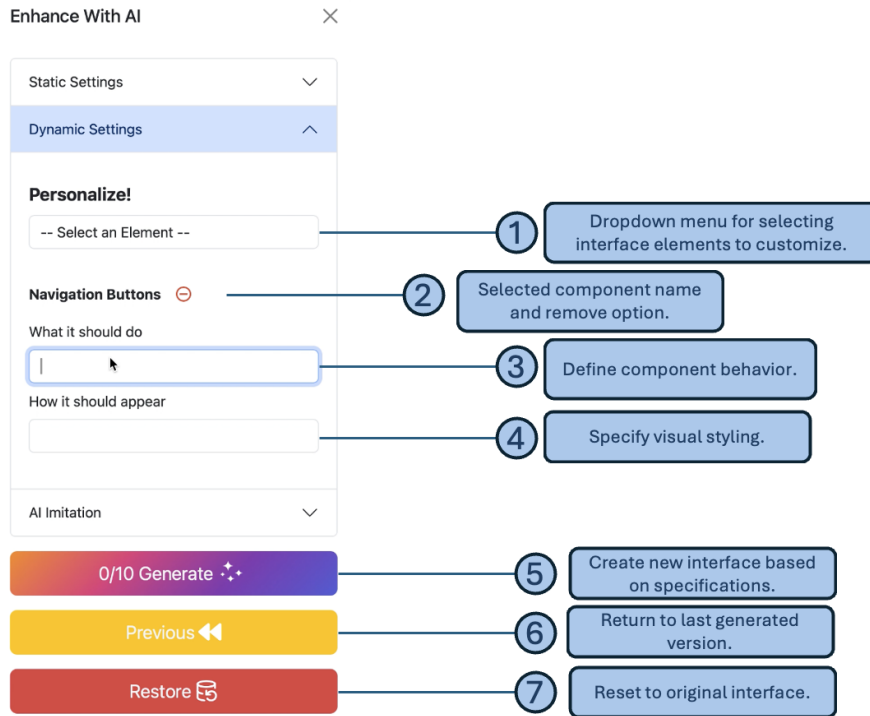 Enhance With AI
Static Settings
Dynamic Settings
Personalize!
-- Select an Element --
1
Dropdown menu for selecting
interface elements to customize.
Navigation Buttons
2
Selected component name
and remove option.
What it should do
3
Define component behavior.
How it should appear
4
Specify visual styling.
AI Imitation
0/10 Generate
5
Create new interface based
on specifications.
Previous
6
Return to last generated
version.
Restore
7
Reset to original interface.